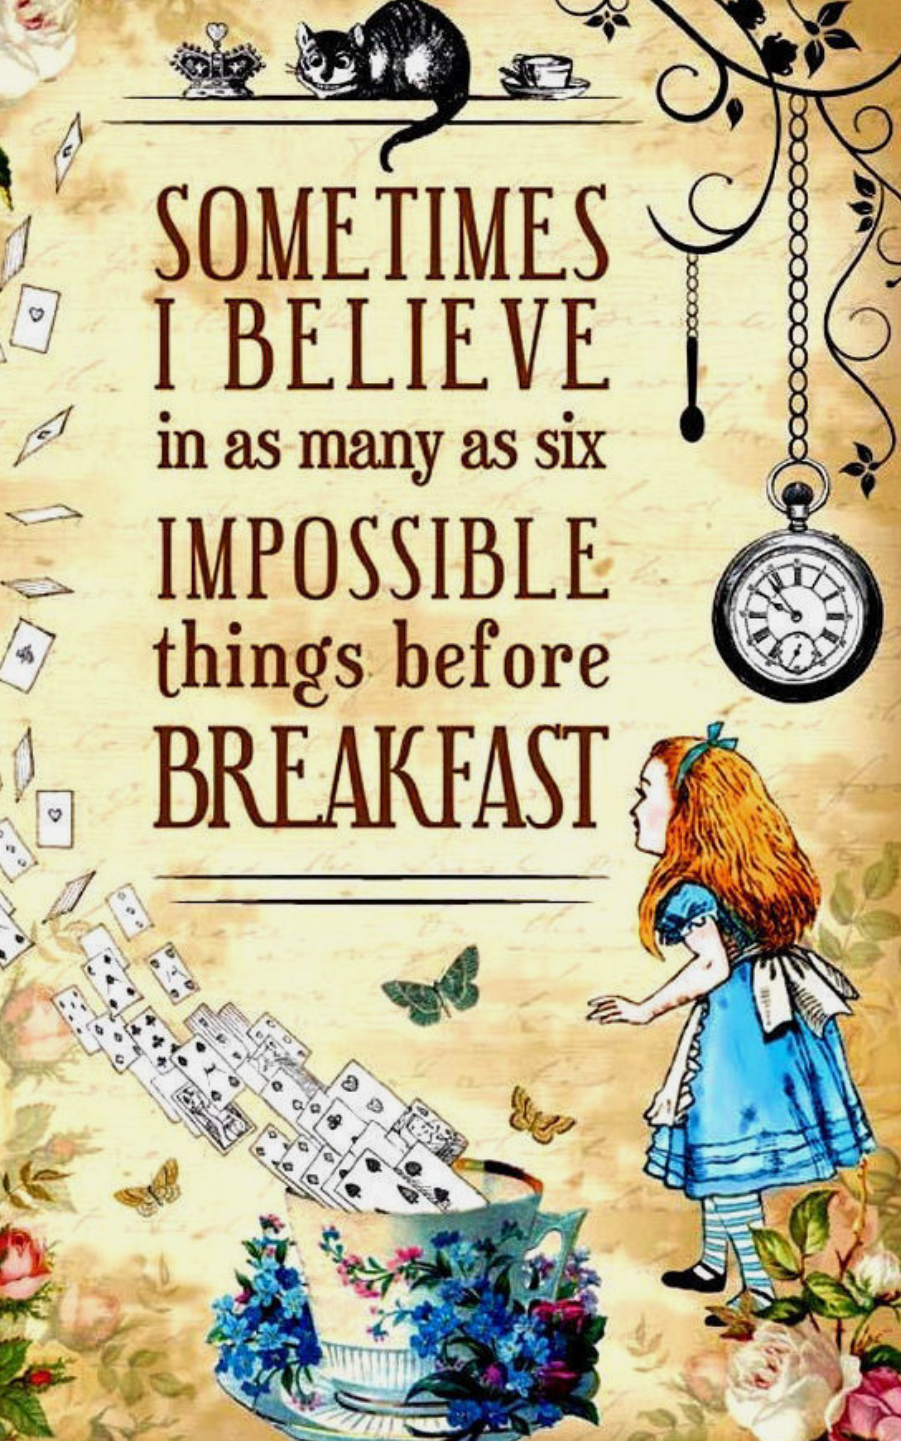 SOMETIMES
I BELIEVE
in as many as six
IMPOSSIBLE
things before
BREAKFAST